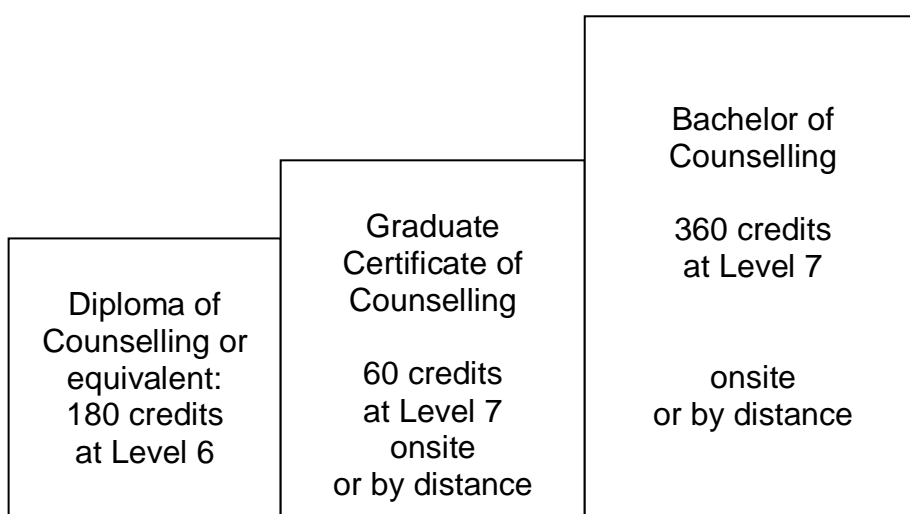 Diploma of
Counselling or
equivalent:
180 credits
at Level 6
Graduate
Certificate of
Counselling
60 credits
at Level 7
onsite
or by distance
Bachelor of
Counselling
360 credits
at Level 7
onsite
or by distance